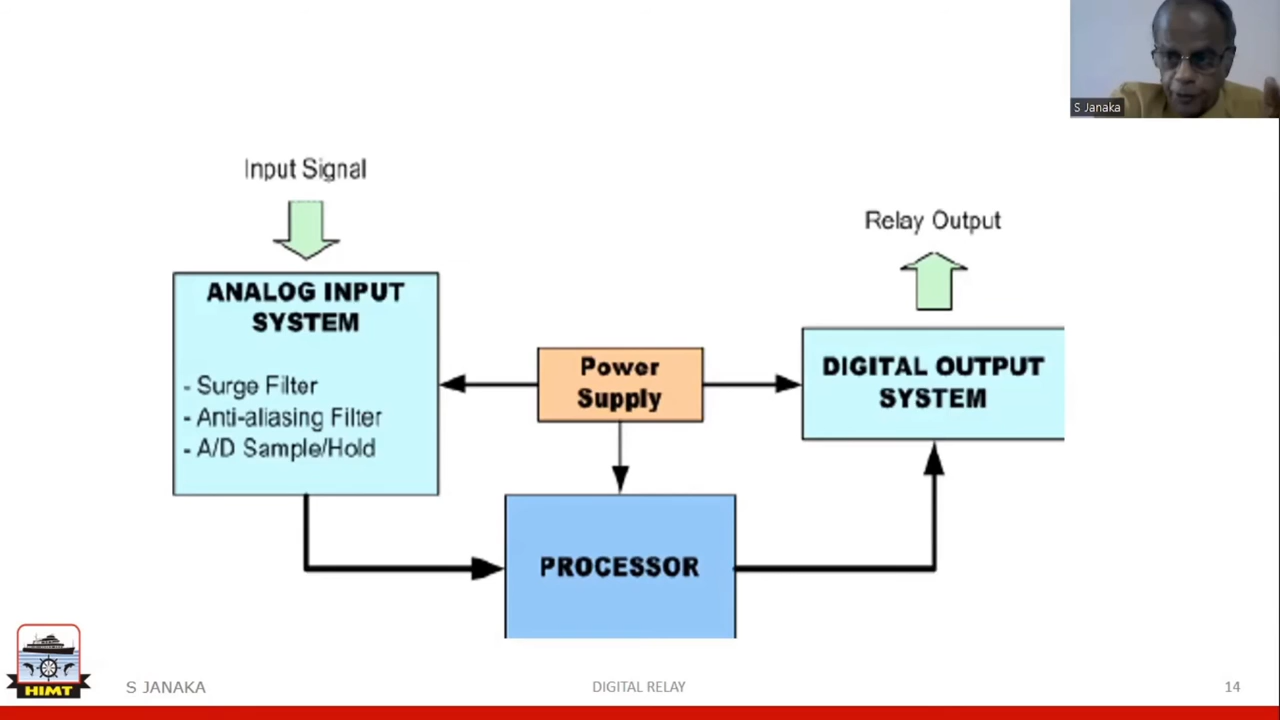 S Janaka
Input Signal
Relay Output
ANALOG INPUT
SYSTEM
- Surge Filter
- Anti-aliasing Filter
- A/D Sample/Hold
Power
Supply
DIGITAL OUTPUT
SYSTEM
PROCESSOR
HIMT
S JANAKA
DIGITAL RELAY
14